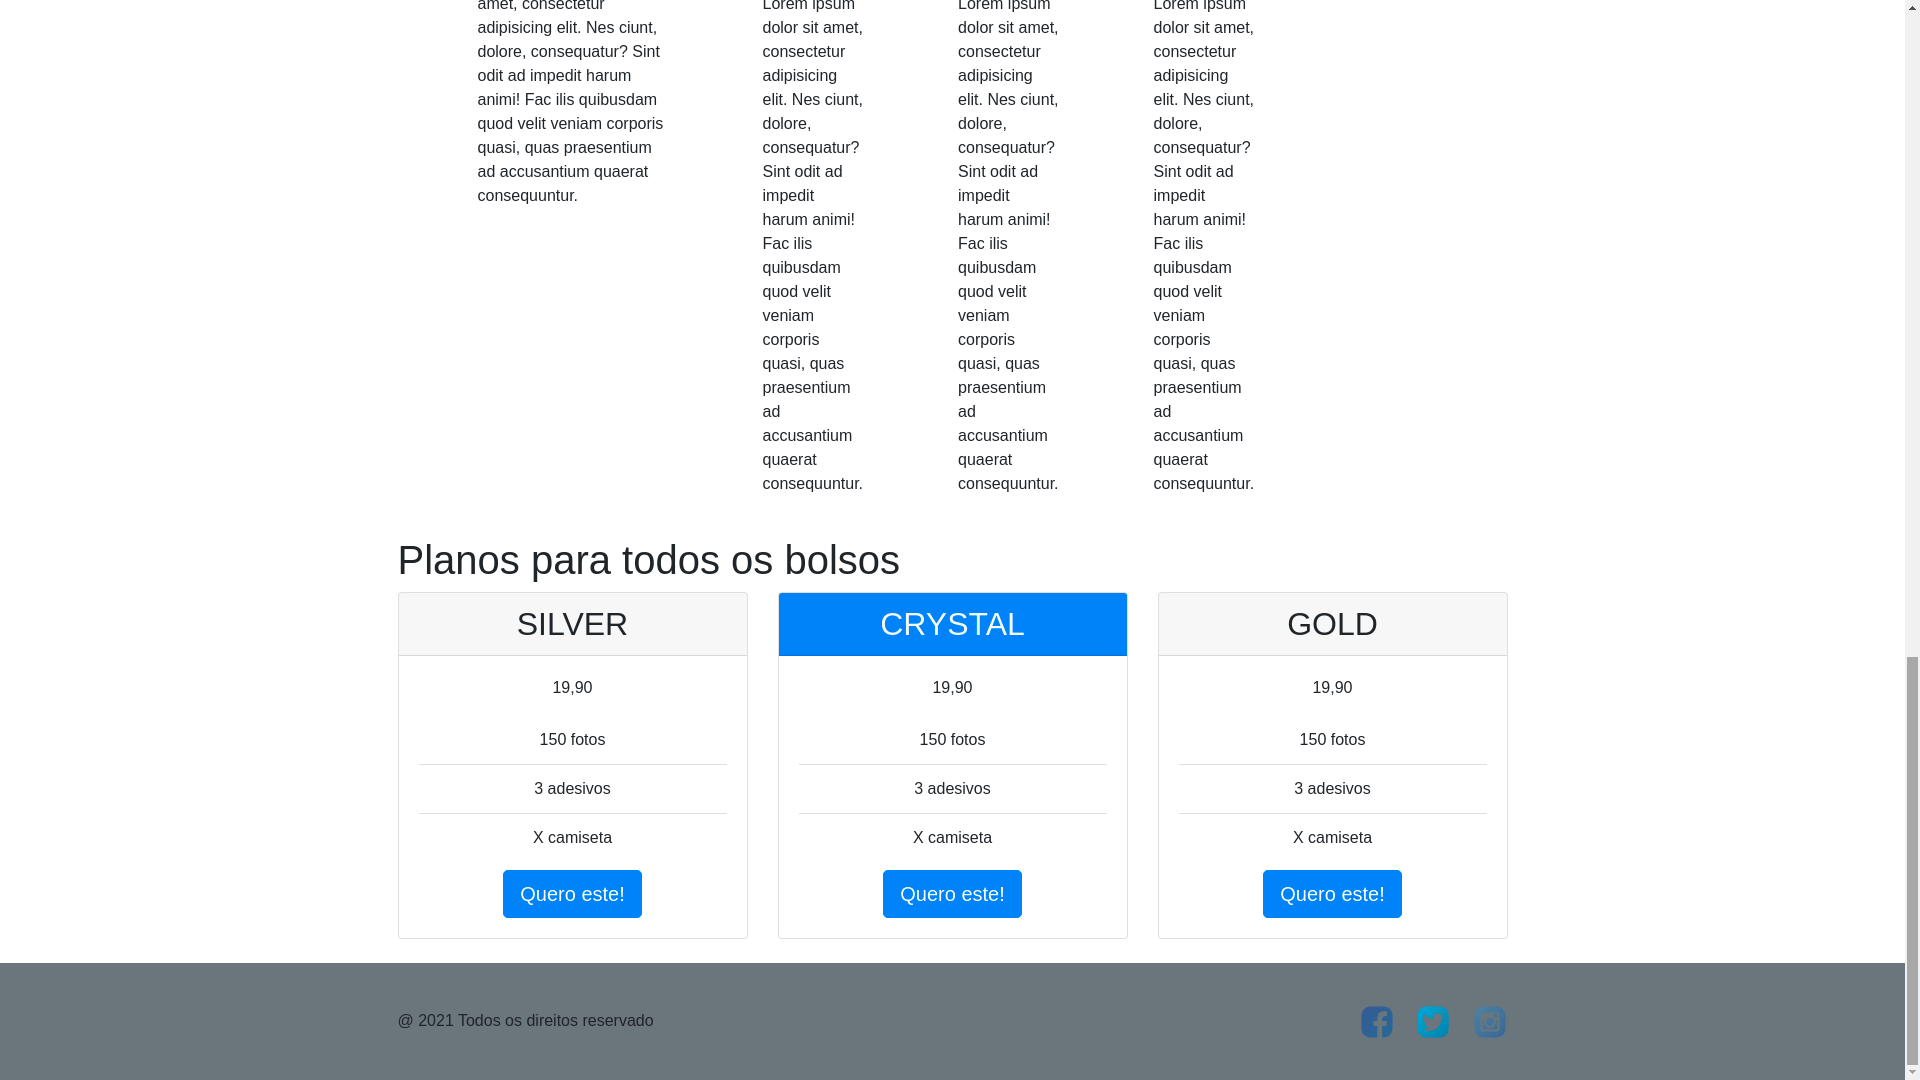 amet, consectetur
adipisicing elit. Nes ciunt,
dolore, consequatur? Sint
odit ad impedit harum
animi! Fac ilis quibusdam
quod velit veniam corporis
quasi, quas praesentium
ad accusantium quaerat
consequuntur.
Lorem ipsum
dolor sit amet,
consectetur
adipisicing
elit. Nes ciunt,
dolore,
consequatur?
Sint odit ad
impedit
harum animi!
Fac ilis
quibusdam
quod velit
veniam
corporis
quasi, quas
praesentium
ad
accusantium
quaerat
consequuntur.
Lorem ipsum
dolor sit amet,
consectetur
adipisicing
elit. Nes ciunt,
dolore,
consequatur?
Sint odit ad
impedit
harum animi!
Fac ilis
quibusdam
quod velit
veniam
corporis
quasi, quas
praesentium
ad
accusantium
quaerat
consequuntur.
Lorem ipsum
dolor sit amet,
consectetur
adipisicing
elit. Nes ciunt,
dolore,
consequatur?
Sint odit ad
impedit
harum animi!
Fac ilis
quibusdam
quod velit
veniam
corporis
quasi, quas
praesentium
ad
accusantium
quaerat
consequuntur.
Planos para todos os bolsos
SILVER
19,90
150 fotos
3 adesivos
X camiseta
Quero este!
CRYSTAL
19,90
150 fotos
3 adesivos
X camiseta
Quero este!
GOLD
19,90
150 fotos
3 adesivos
X camiseta
Quero este!
@ 2021 Todos os direitos reservado